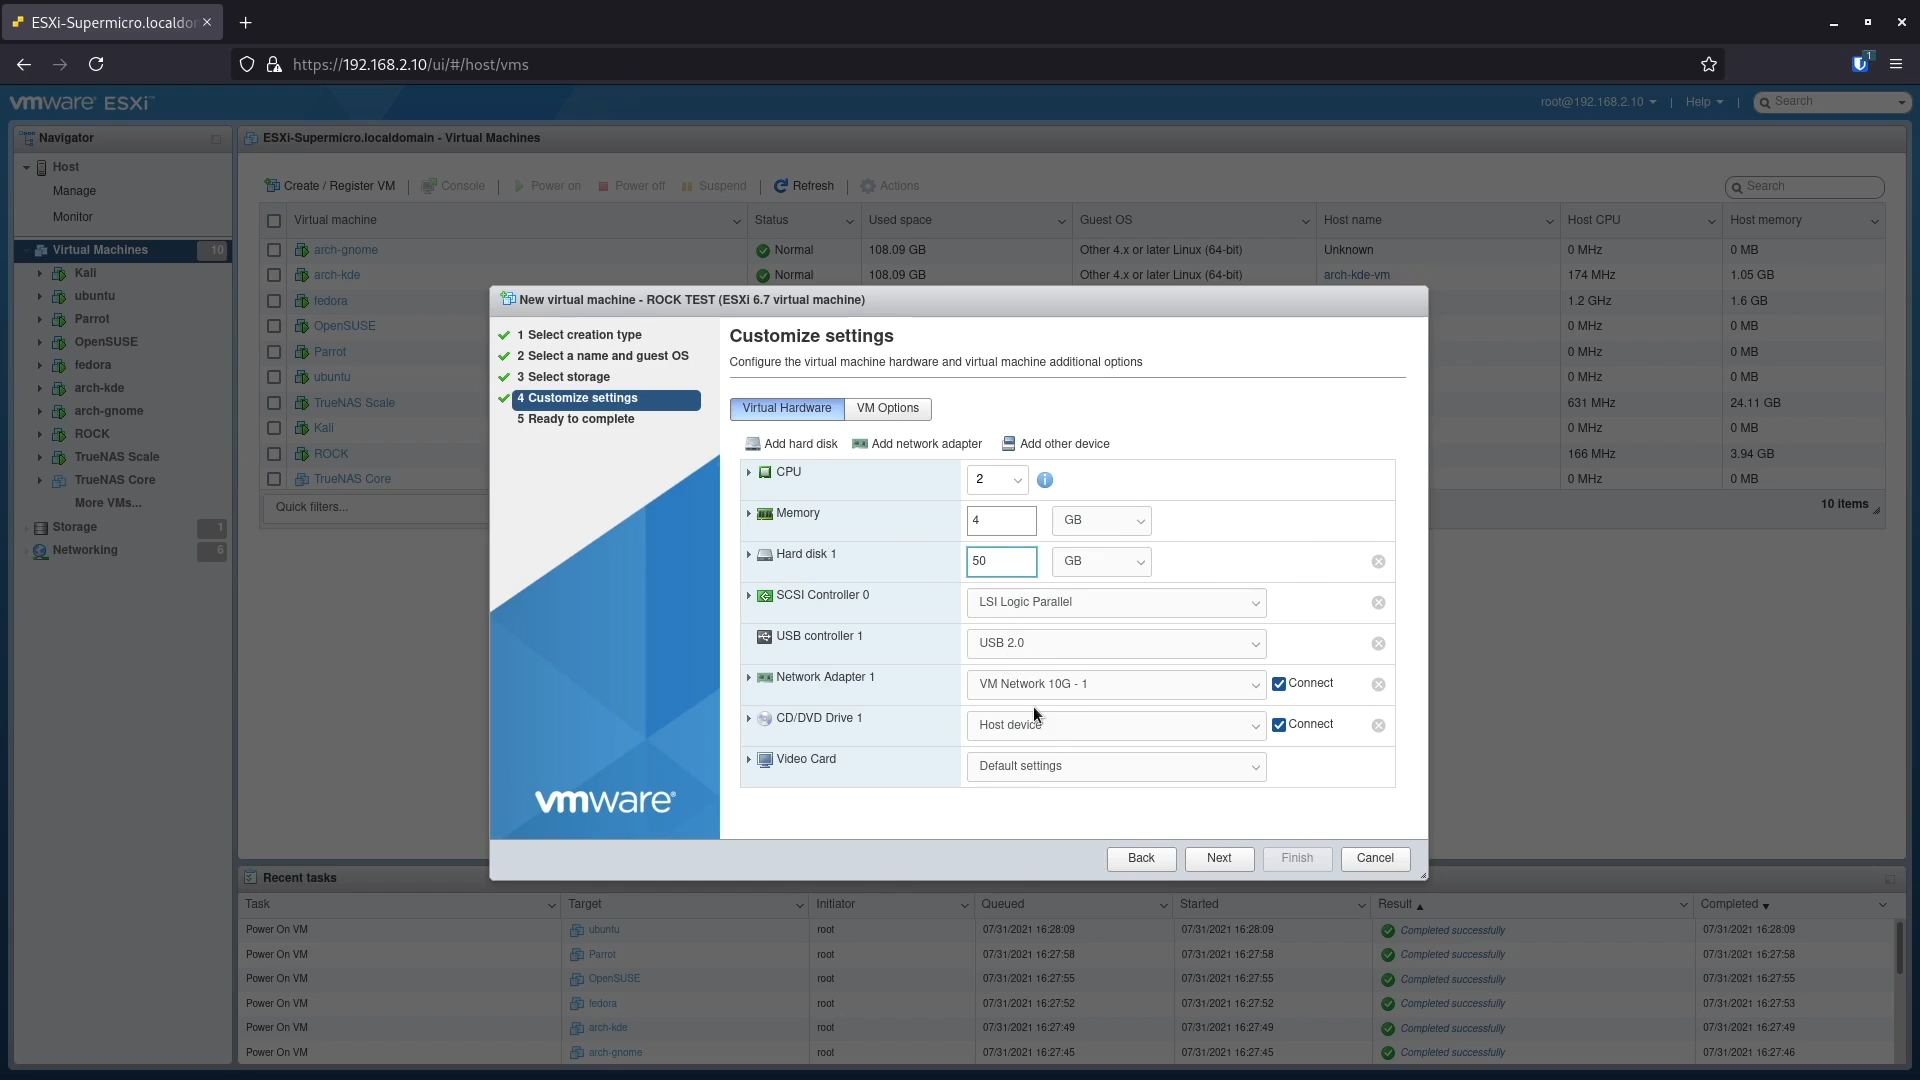 ESXi-Supermicro.localdo
https://192.168.2.10/ui/#/host/vms
1
vmware ESXi™
root@192.168.2.10 | Help | Search
Navigator
Host
Manage
Monitor
Virtual Machines 10
Kali
ubuntu
Parrot
OpenSUSE
fedora
arch-kde
arch-gnome
ROCK
TrueNAS Scale
TrueNAS Core
More VMs...
Storage 1
Networking 6
ESXi-Supermicro.localdomain - Virtual Machines
Create / Register VM | Console | Power on Power off Suspend | Refresh | Actions
Search
Virtual machine Status Used space Guest OS Host name Host CPU Host memory
arch-gnome Normal 108.09 GB Other 4.x or later Linux (64-bit) Unknown 0 MHz 0 MB
arch-kde Normal 108.09 GB Other 4.x or later Linux (64-bit) arch-kde-vm 174 MHz 1.05 GB
fedora 1.2 GHz 1.6 GB
OpenSUSE 0 MHz 0 MB
Parrot 0 MHz 0 MB
ubuntu 0 MHz 0 MB
TrueNAS Scale 631 MHz 24.11 GB
Kali 0 MHz 0 MB
ROCK 166 MHz 3.94 GB
TrueNAS Core 0 MHz 0 MB
Quick filters...
10 items
New virtual machine - ROCK TEST (ESXi 6.7 virtual machine)
1 Select creation type
2 Select a name and guest OS
3 Select storage
4 Customize settings
5 Ready to complete
vmware®
Customize settings
Configure the virtual machine hardware and virtual machine additional options
Virtual Hardware VM Options
Add hard disk Add network adapter Add other device
CPU 2
Memory 4 GB
Hard disk 1 50 GB
SCSI Controller 0 LSI Logic Parallel
USB controller 1 USB 2.0
Network Adapter 1 VM Network 10G - 1 Connect
CD/DVD Drive 1 Host device Connect
Video Card Default settings
Back Next Finish Cancel
Recent tasks
Task Target Initiator Queued Started Result Completed
Power On VM ubuntu root 07/31/2021 16:28:09 07/31/2021 16:28:09 Completed successfully 07/31/2021 16:28:09
Power On VM Parrot root 07/31/2021 16:27:58 07/31/2021 16:27:58 Completed successfully 07/31/2021 16:27:58
Power On VM OpenSUSE root 07/31/2021 16:27:55 07/31/2021 16:27:55 Completed successfully 07/31/2021 16:27:55
Power On VM fedora root 07/31/2021 16:27:52 07/31/2021 16:27:52 Completed successfully 07/31/2021 16:27:53
Power On VM arch-kde root 07/31/2021 16:27:49 07/31/2021 16:27:49 Completed successfully 07/31/2021 16:27:49
Power On VM arch-gnome root 07/31/2021 16:27:45 07/31/2021 16:27:45 Completed successfully 07/31/2021 16:27:46